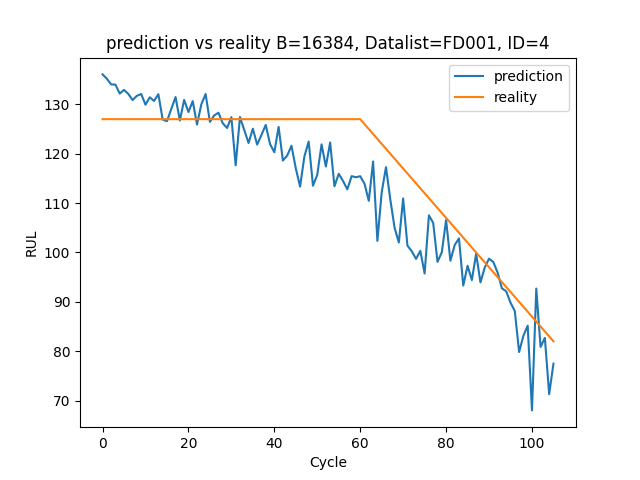 prediction vs reality B=16384, Datalist=FD001, ID=4
prediction
reality
RUL
130
120
110
100
90
80
70
0 20 40 60 80 100
Cycle